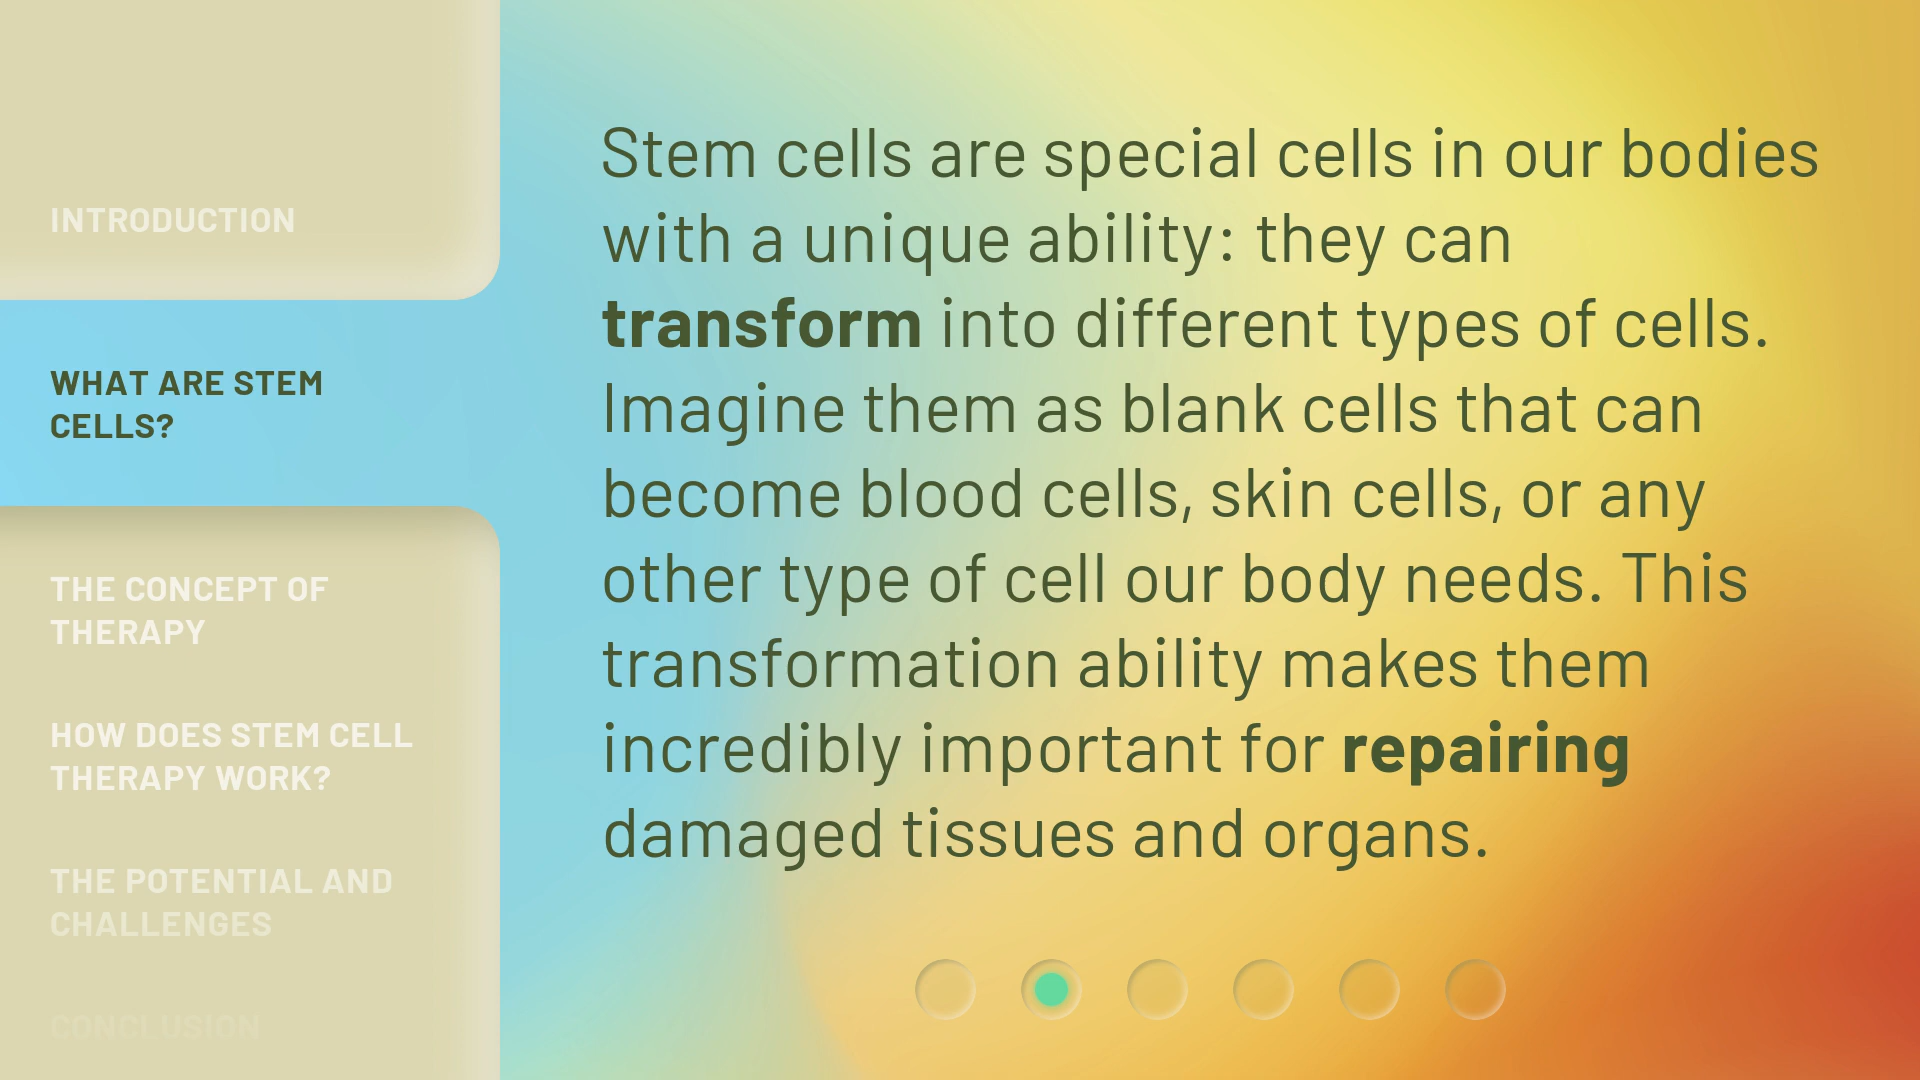 INTRODUCTION
WHAT ARE STEM
CELLS?
THE CONCEPT OF
THERAPY
HOW DOES STEM CELL
THERAPY WORK?
THE POTENTIAL AND
CHALLENGES
CONCLUSION
Stem cells are special cells in our bodies
with a unique ability: they can
transform into different types of cells.
Imagine them as blank cells that can
become blood cells, skin cells, or any
other type of cell our body needs. This
transformation ability makes them
incredibly important for repairing
damaged tissues and organs.